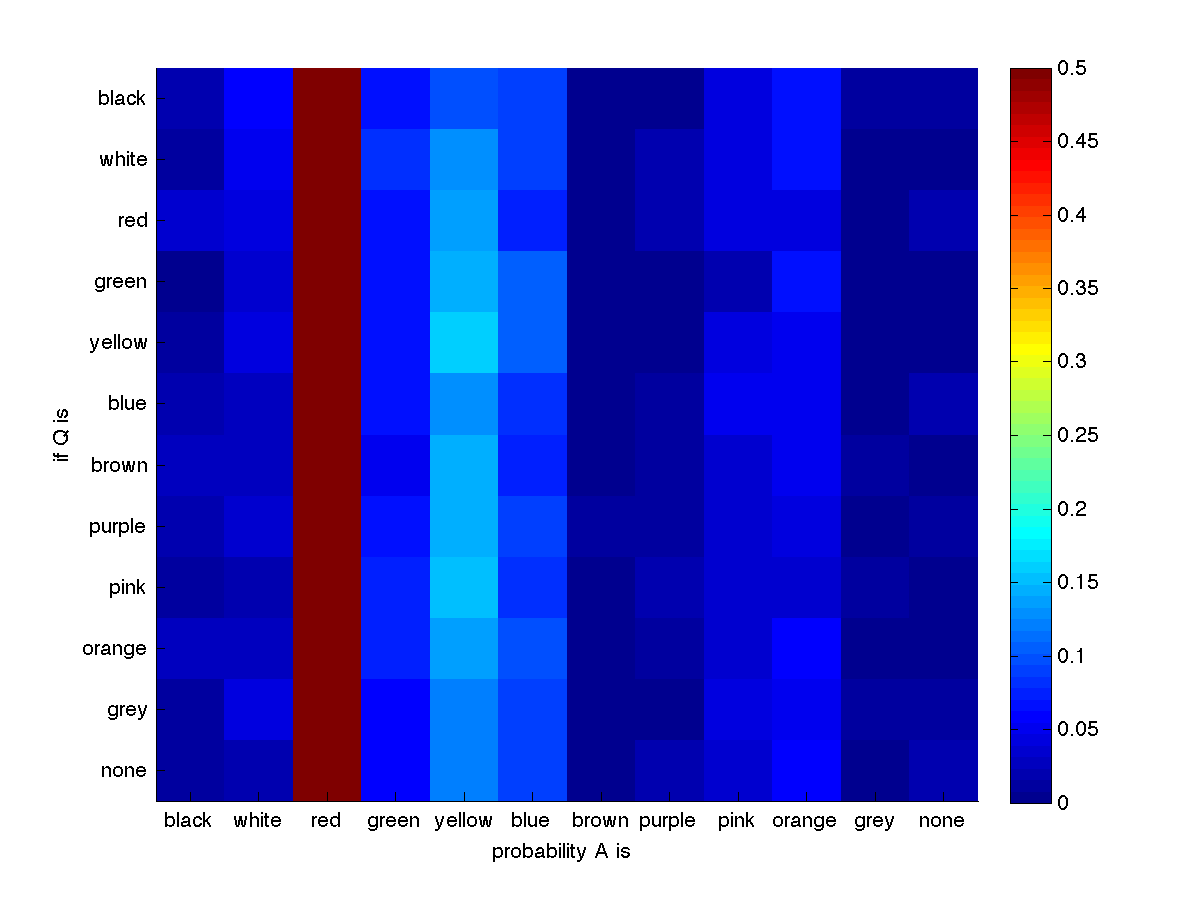 black
white
red
green
yellow
blue
brown
purple
pink
orange
grey
none
if Q is
black white red green yellow blue brown purple pink orange grey none
probability A is
0.5
0.45
0.4
0.35
0.3
0.25
0.2
0.15
0.1
0.05
0